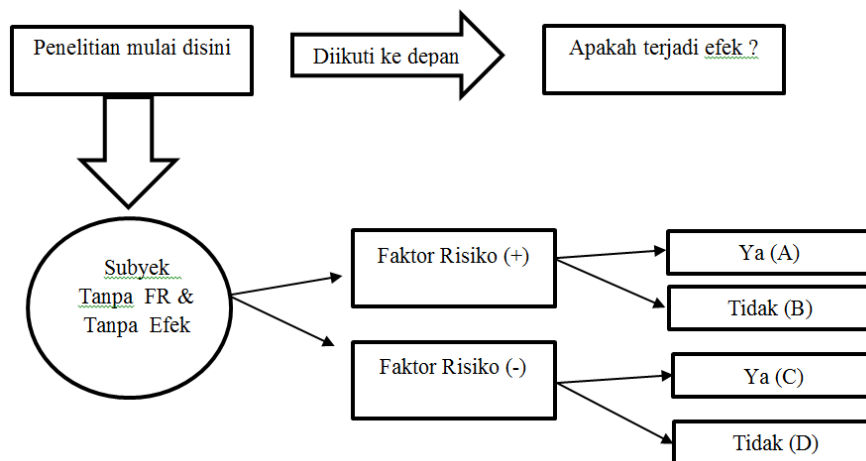 Penelitian mulai disini
Diikuti ke depan
Apakah terjadi efek ?
Subyek
Tanpa FR &
Tanpa Efek
Faktor Risiko (+)
Ya (A)
Tidak (B)
Faktor Risiko (-)
Ya (C)
Tidak (D)